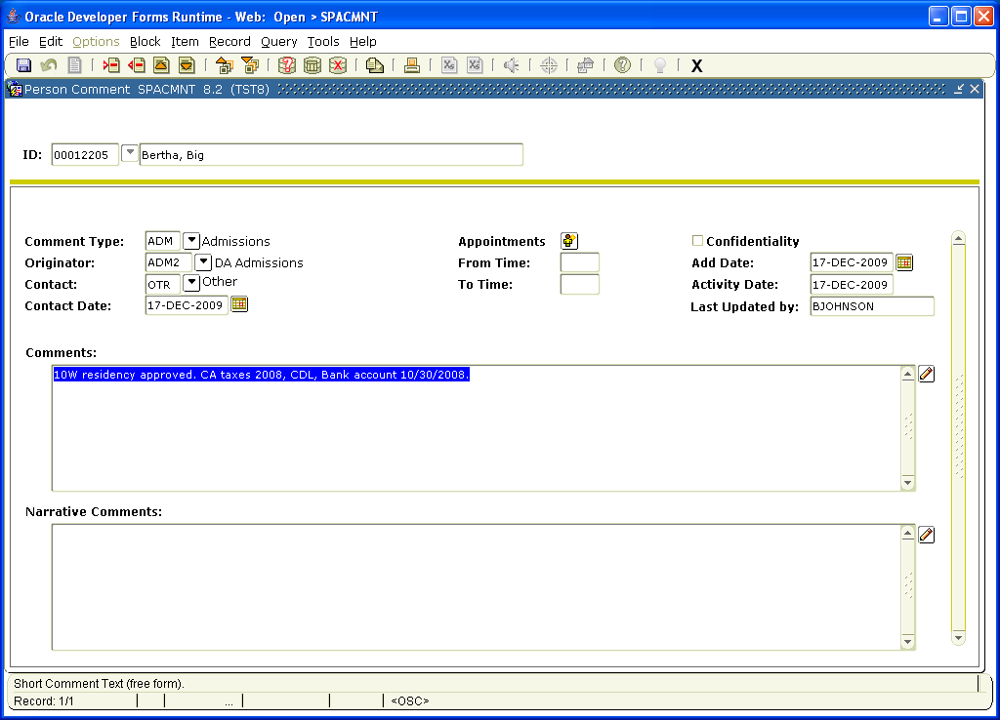 Oracle Developer Forms Runtime - Web: Open > SPACMNT
File Edit Options Block Item Record Query Tools Help
X
Person Comment SPACMNT 8.2 (TST8)
ID: 00012205 Bertha, Big
Comment Type: ADM Admissions Appointments Confidentiality
Originator: ADM2 DA Admissions From Time: Add Date: 17-DEC-2009
Contact: OTR Other To Time: Activity Date: 17-DEC-2009
Contact Date: 17-DEC-2009 Last Updated by: BJOHNSON
Comments:
10W residency approved. CA taxes 2008, CDL, Bank account 10/30/2008.
Narrative Comments:
Short Comment Text (free form).
Record: 1/1 ... <OSC>